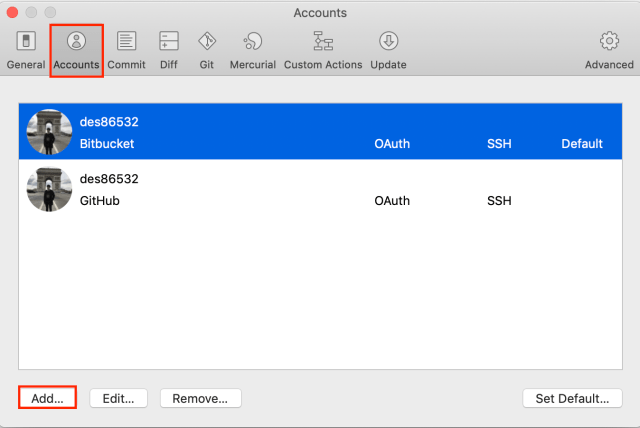 Accounts
General Accounts Commit Diff Git Mercurial Custom Actions Update Advanced
des86532
Bitbucket OAuth SSH Default
des86532
GitHub OAuth SSH
Add... Edit... Remove... Set Default...